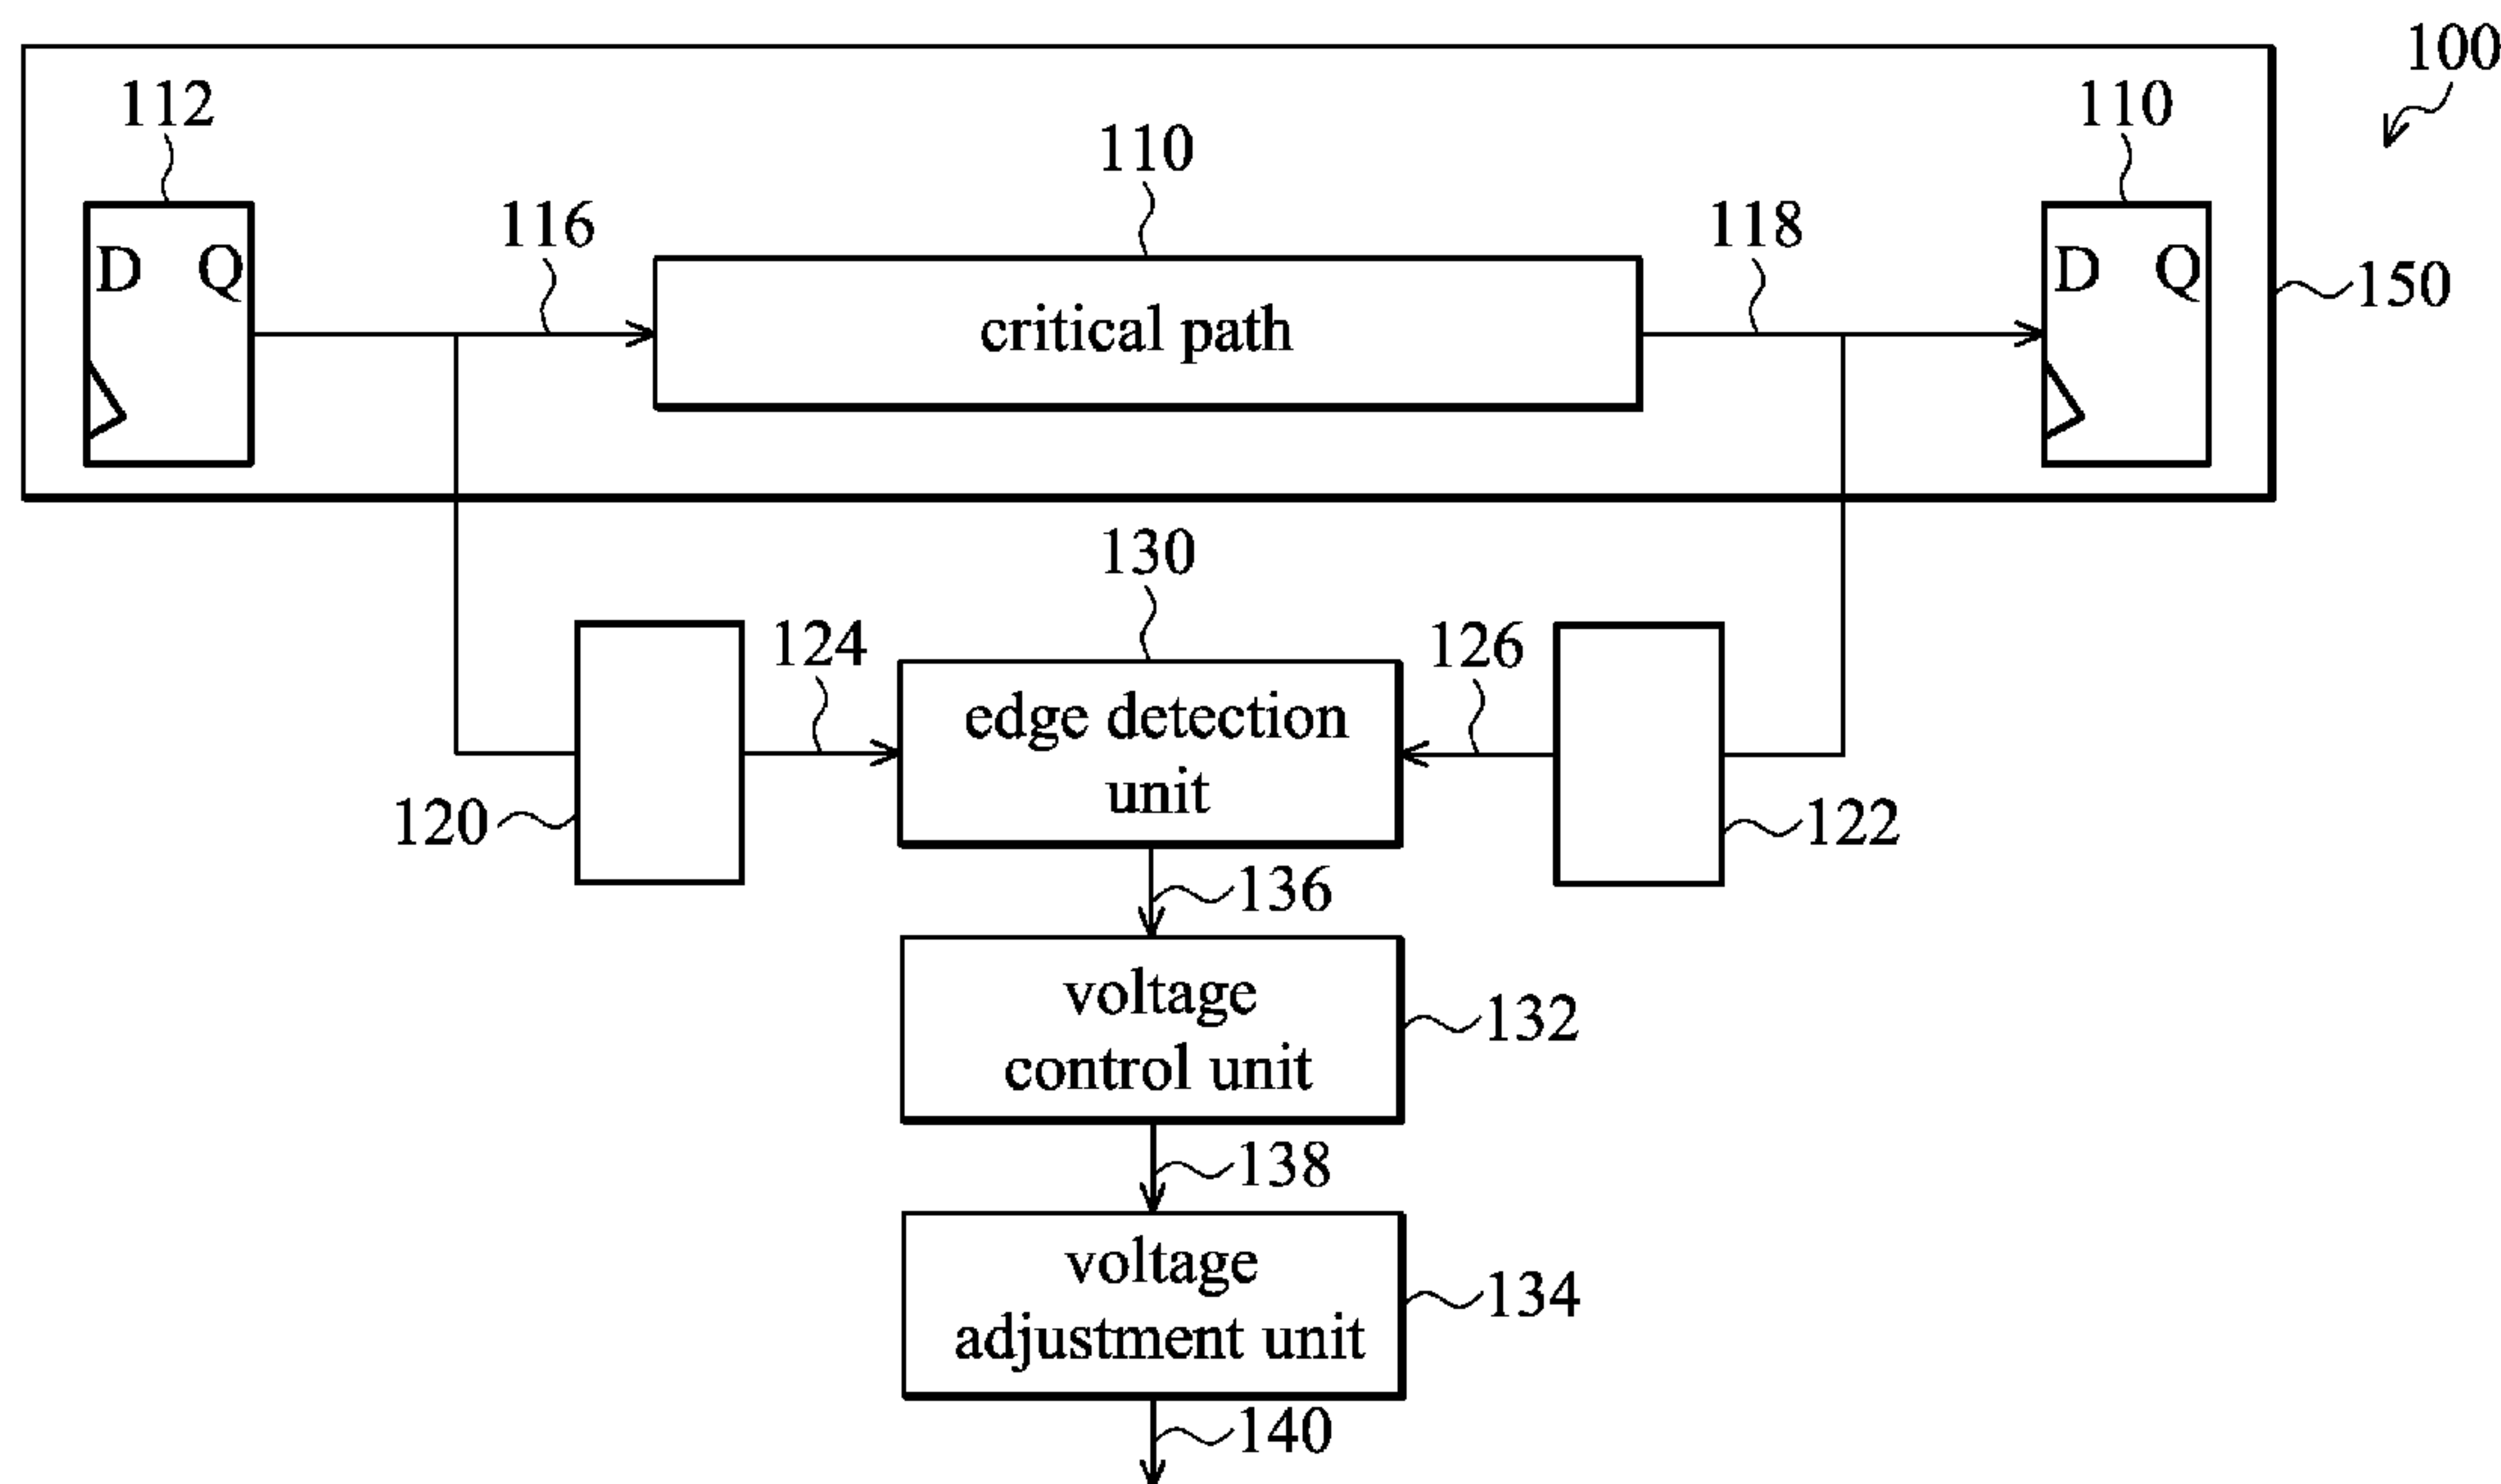 100
112
110
110
116
118
D Q
D Q
150
critical path
130
124
126
edge detection
unit
120
122
136
voltage
control unit
132
138
voltage
adjustment unit
134
140